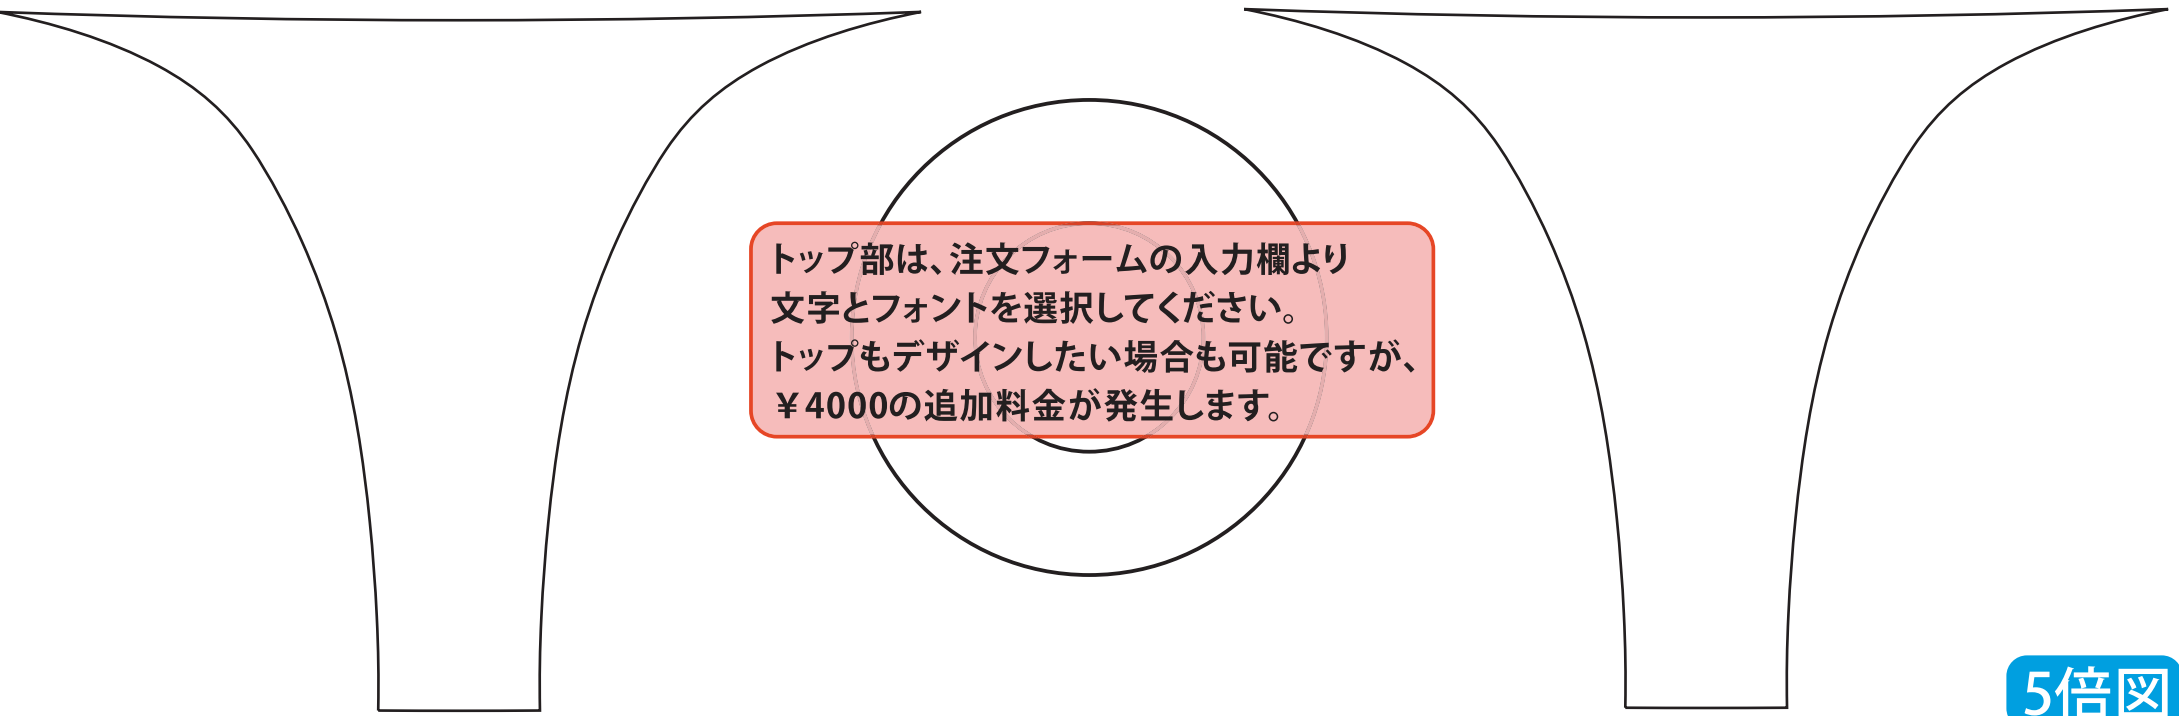 トップ部は、注文フォームの入力欄より
文字とフォントを選択してください。
トップもデザインしたい場合も可能ですが、
￥4000の追加料金が発生します。
5倍図